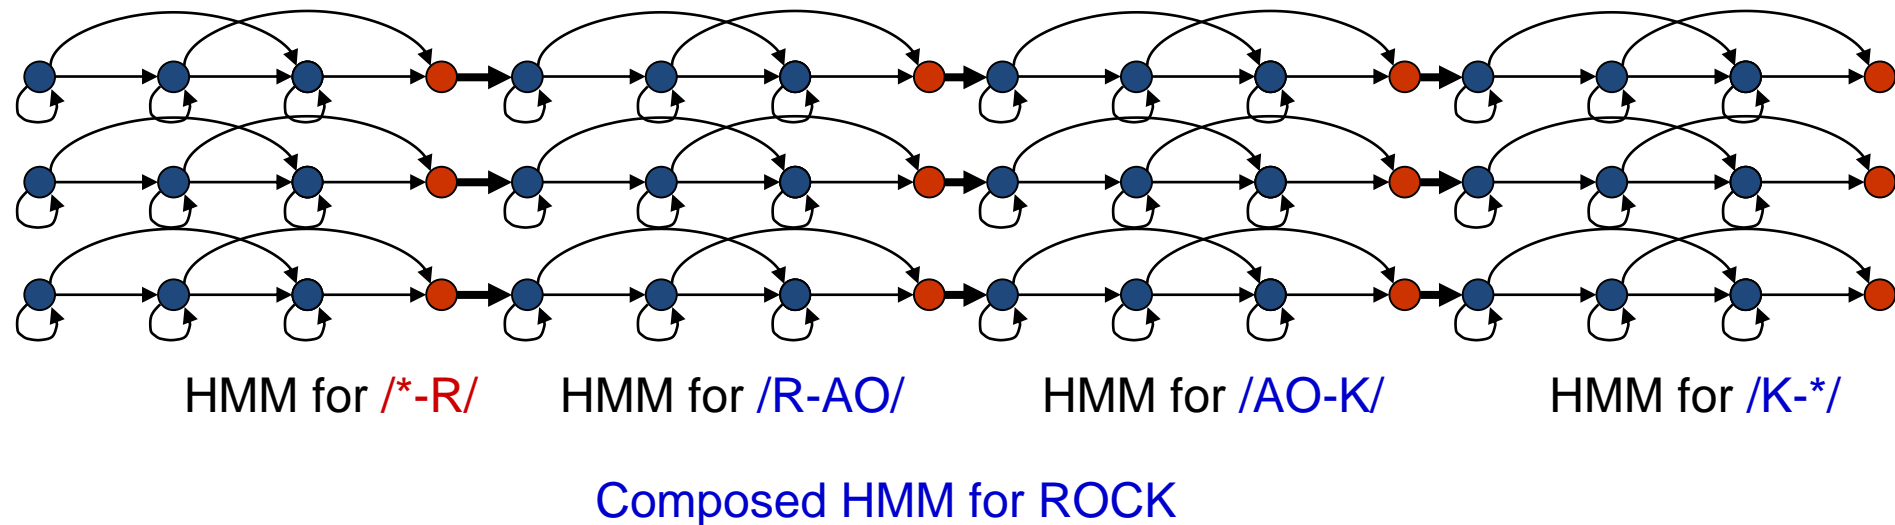 HMM for /*-R/ HMM for /R-AO/ HMM for /AO-K/ HMM for /K-*/
Composed HMM for ROCK